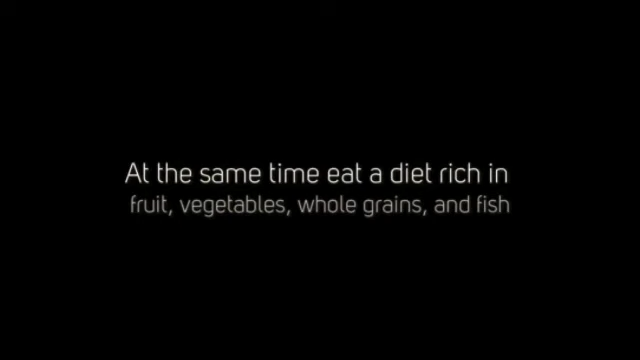 At the same time eat a diet rich in
fruit, vegetables, whole grains, and fish